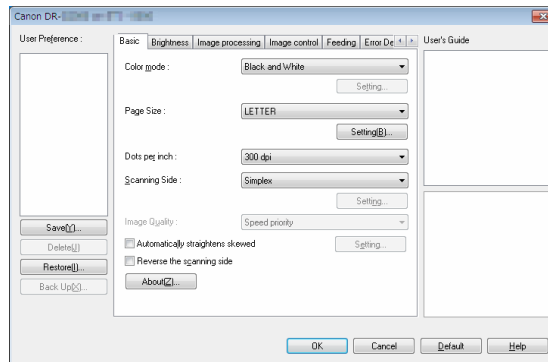 Canon DR-
User Preference :
Basic
Brightness
Image processing
Image control
Feeding
Error De
User's Guide
Color mode :
Black and White
Setting...
Page Size :
LETTER
Setting(B)...
Dots per inch :
300 dpi
Scanning Side :
Simplex
Setting...
Image Quality :
Speed priority
Automatically straightens skewed
Setting...
Reverse the scanning side
About(Z)...
Save(Y)...
Delete(J)
Restore(I)...
Back Up(X)...
OK
Cancel
Default
Help